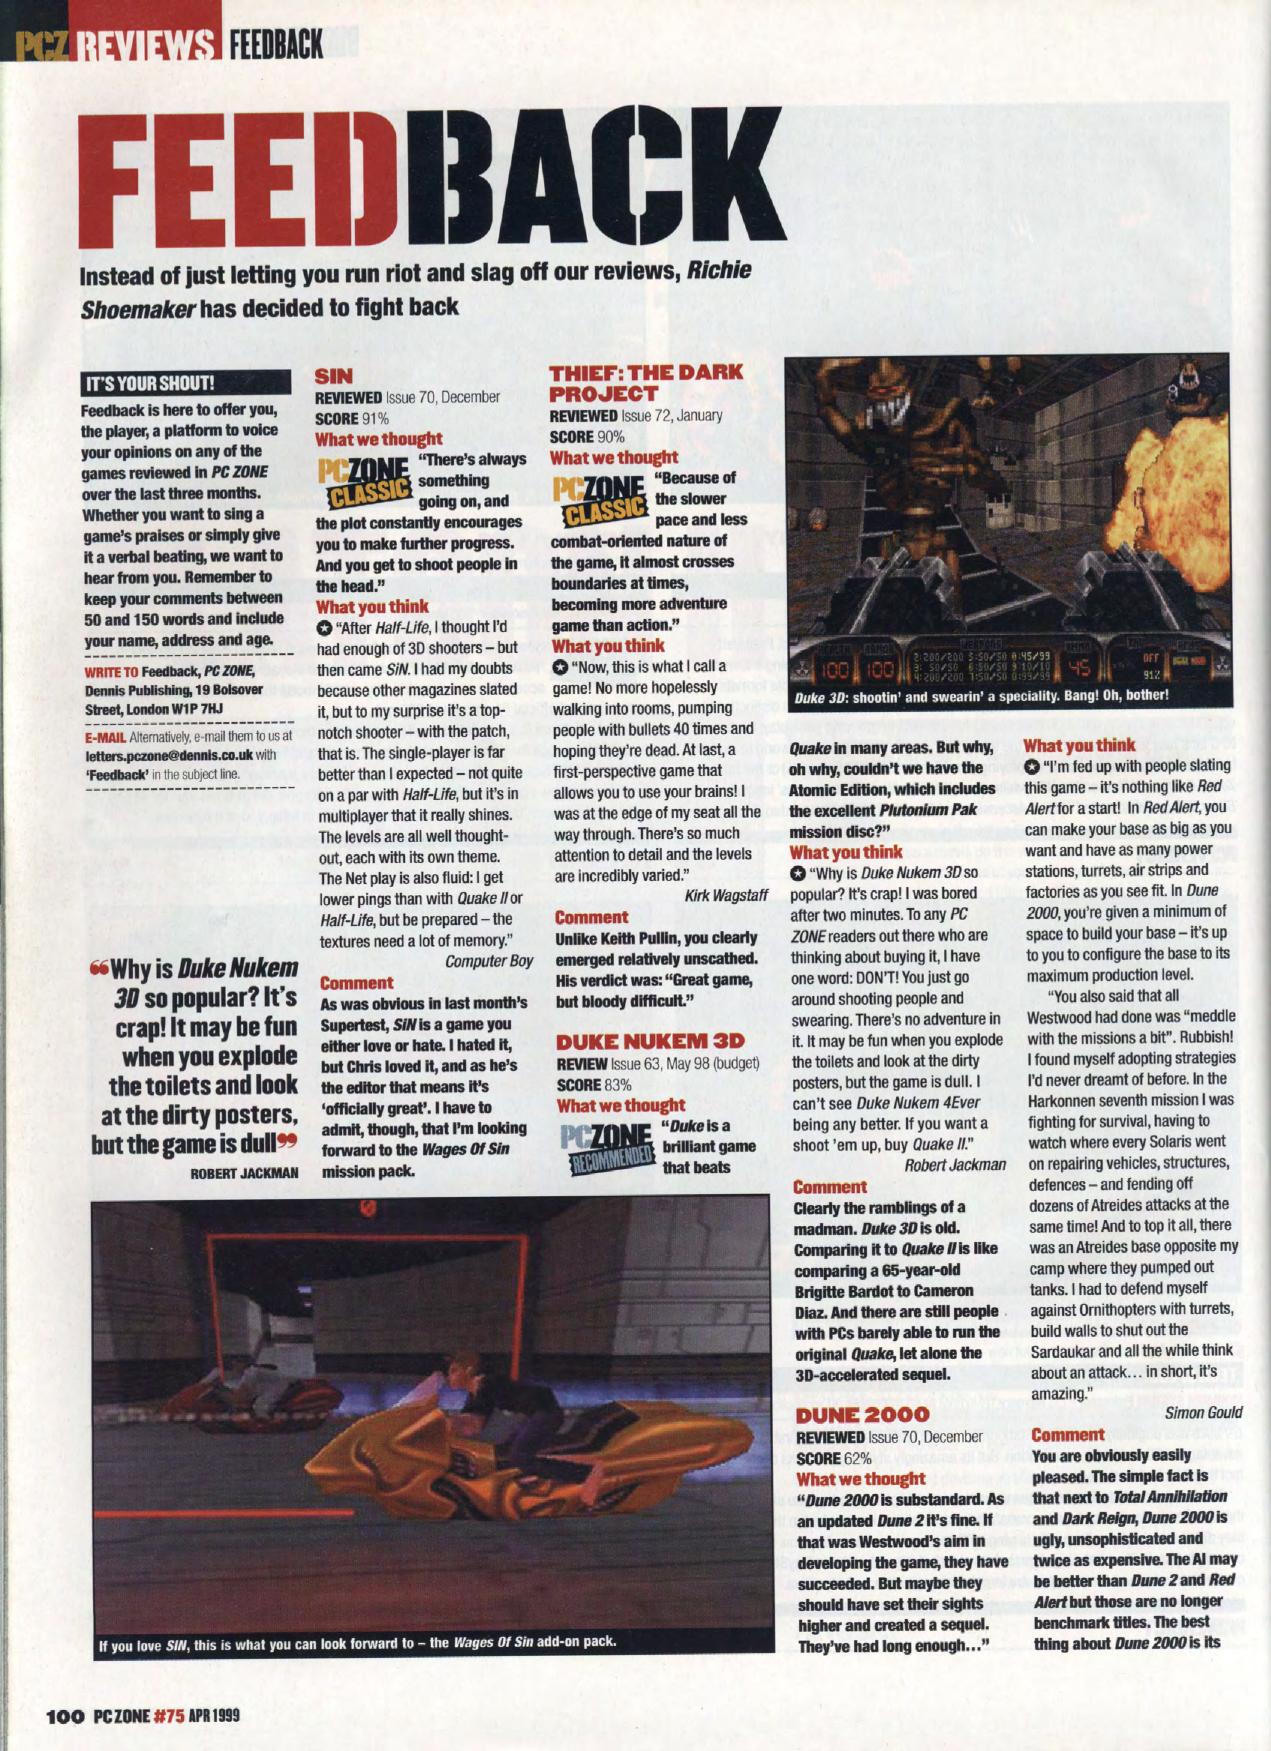 PCZ REVIEWS FEEDBACK
FEEDBACK
Instead of just letting you run riot and slag off our reviews, Richie
Shoemaker has decided to fight back
IT'S YOUR SHOUT!
Feedback is here to offer you,
the player, a platform to voice
your opinions on any of the
games reviewed in PC ZONE
over the last three months.
Whether you want to sing a
game's praises or simply give
it a verbal beating, we want to
hear from you. Remember to
keep your comments between
50 and 150 words and include
your name, address and age.
WRITE TO Feedback, PC ZONE,
Dennis Publishing, 19 Bolsover
Street, London W1P 7HJ
E-MAIL Alternatively, e-mail them to us at
letters.pczone@dennis.co.uk with
'Feedback' in the subject line.
“Why is Duke Nukem
3D so popular? It's
crap! It may be fun
when you explode
the toilets and look
at the dirty posters,
but the game is dull”
ROBERT JACKMAN
SIN
REVIEWED Issue 70, December
SCORE 91%
What we thought
PC ZONE CLASSIC
“There's always
something
going on, and
the plot constantly encourages
you to make further progress.
And you get to shoot people in
the head.”
What you think
“After Half-Life, I thought I'd
had enough of 3D shooters – but
then came SiN. I had my doubts
because other magazines slated
it, but to my surprise it's a top-
notch shooter – with the patch,
that is. The single-player is far
better than I expected – not quite
on a par with Half-Life, but it's in
multiplayer that it really shines.
The levels are all well thought-
out, each with its own theme.
The Net play is also fluid: I get
lower pings than with Quake II or
Half-Life, but be prepared – the
textures need a lot of memory.”
Computer Boy
Comment
As was obvious in last month's
Supertest, SiN is a game you
either love or hate. I hated it,
but Chris loved it, and as he's
the editor that means it's
'officially great'. I have to
admit, though, that I'm looking
forward to the Wages Of Sin
mission pack.
THIEF: THE DARK
PROJECT
REVIEWED Issue 72, January
SCORE 90%
What we thought
PC ZONE CLASSIC
“Because of
the slower
pace and less
combat-oriented nature of
the game, it almost crosses
boundaries at times,
becoming more adventure
game than action.”
What you think
“Now, this is what I call a
game! No more hopelessly
walking into rooms, pumping
people with bullets 40 times and
hoping they're dead. At last, a
first-perspective game that
allows you to use your brains! I
was at the edge of my seat all the
way through. There's so much
attention to detail and the levels
are incredibly varied.”
Kirk Wagstaff
Comment
Unlike Keith Pullin, you clearly
emerged relatively unscathed.
His verdict was: “Great game,
but bloody difficult.”
DUKE NUKEM 3D
REVIEW Issue 63, May 98 (budget)
SCORE 83%
What we thought
PC ZONE RECOMMENDED
“Duke is a
brilliant game
that beats
Duke 3D: shootin' and swearin' a speciality. Bang! Oh, bother!
Quake in many areas. But why,
oh why, couldn't we have the
Atomic Edition, which includes
the excellent Plutonium Pak
mission disc?”
What you think
“Why is Duke Nukem 3D so
popular? It's crap! I was bored
after two minutes. To any PC
ZONE readers out there who are
thinking about buying it, I have
one word: DON'T! You just go
around shooting people and
swearing. There's no adventure in
it. It may be fun when you explode
the toilets and look at the dirty
posters, but the game is dull. I
can't see Duke Nukem 4Ever
being any better. If you want a
shoot 'em up, buy Quake II.”
Robert Jackman
Comment
Clearly the ramblings of a
madman. Duke 3D is old.
Comparing it to Quake II is like
comparing a 65-year-old
Brigitte Bardot to Cameron
Diaz. And there are still people
with PCs barely able to run the
original Quake, let alone the
3D-accelerated sequel.
DUNE 2000
REVIEWED Issue 70, December
SCORE 62%
What we thought
“Dune 2000 is substandard. As
an updated Dune 2 it's fine. If
that was Westwood's aim in
developing the game, they have
succeeded. But maybe they
should have set their sights
higher and created a sequel.
They've had long enough...”
What you think
“I'm fed up with people slating
this game – it's nothing like Red
Alert for a start! In Red Alert, you
can make your base as big as you
want and have as many power
stations, turrets, air strips and
factories as you see fit. In Dune
2000, you're given a minimum of
space to build your base – it's up
to you to configure the base to its
maximum production level.
“You also said that all
Westwood had done was “meddle
with the missions a bit”. Rubbish!
I found myself adopting strategies
I'd never dreamt of before. In the
Harkonnen seventh mission I was
fighting for survival, having to
watch where every Solaris went
on repairing vehicles, structures,
defences – and fending off
dozens of Atreides attacks at the
same time! And to top it all, there
was an Atreides base opposite my
camp where they pumped out
tanks. I had to defend myself
against Ornithopters with turrets,
build walls to shut out the
Sardaukar and all the while think
about an attack... in short, it's
amazing.”
Simon Gould
Comment
You are obviously easily
pleased. The simple fact is
that next to Total Annihilation
and Dark Reign, Dune 2000 is
ugly, unsophisticated and
twice as expensive. The AI may
be better than Dune 2 and Red
Alert but those are no longer
benchmark titles. The best
thing about Dune 2000 is its
If you love SIN, this is what you can look forward to – the Wages Of Sin add-on pack.
100 PC ZONE #75 APR 1999